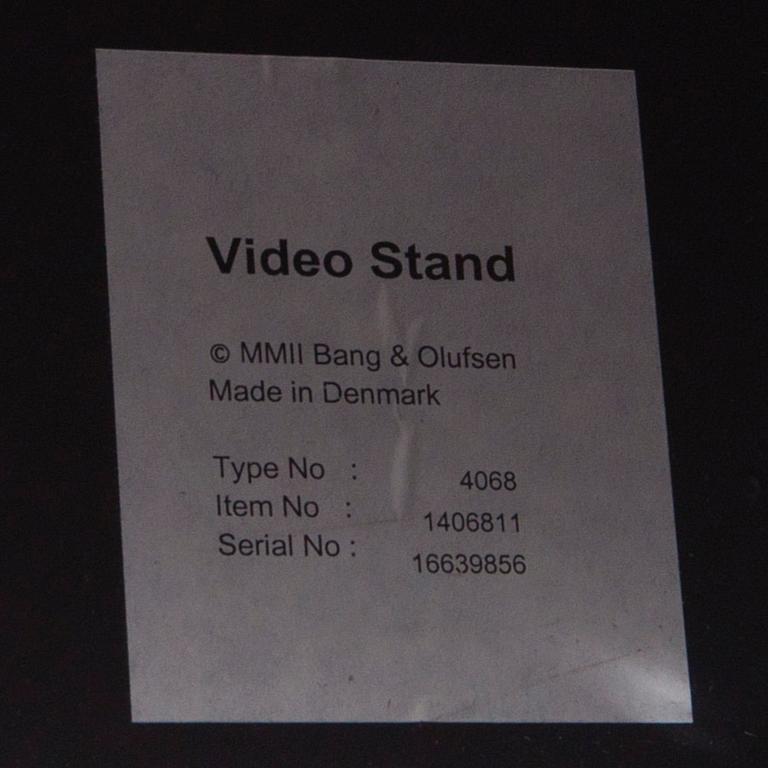 Video Stand
© MMII Bang & Olufsen
Made in Denmark
Type No : 4068
Item No : 1406811
Serial No : 16639856